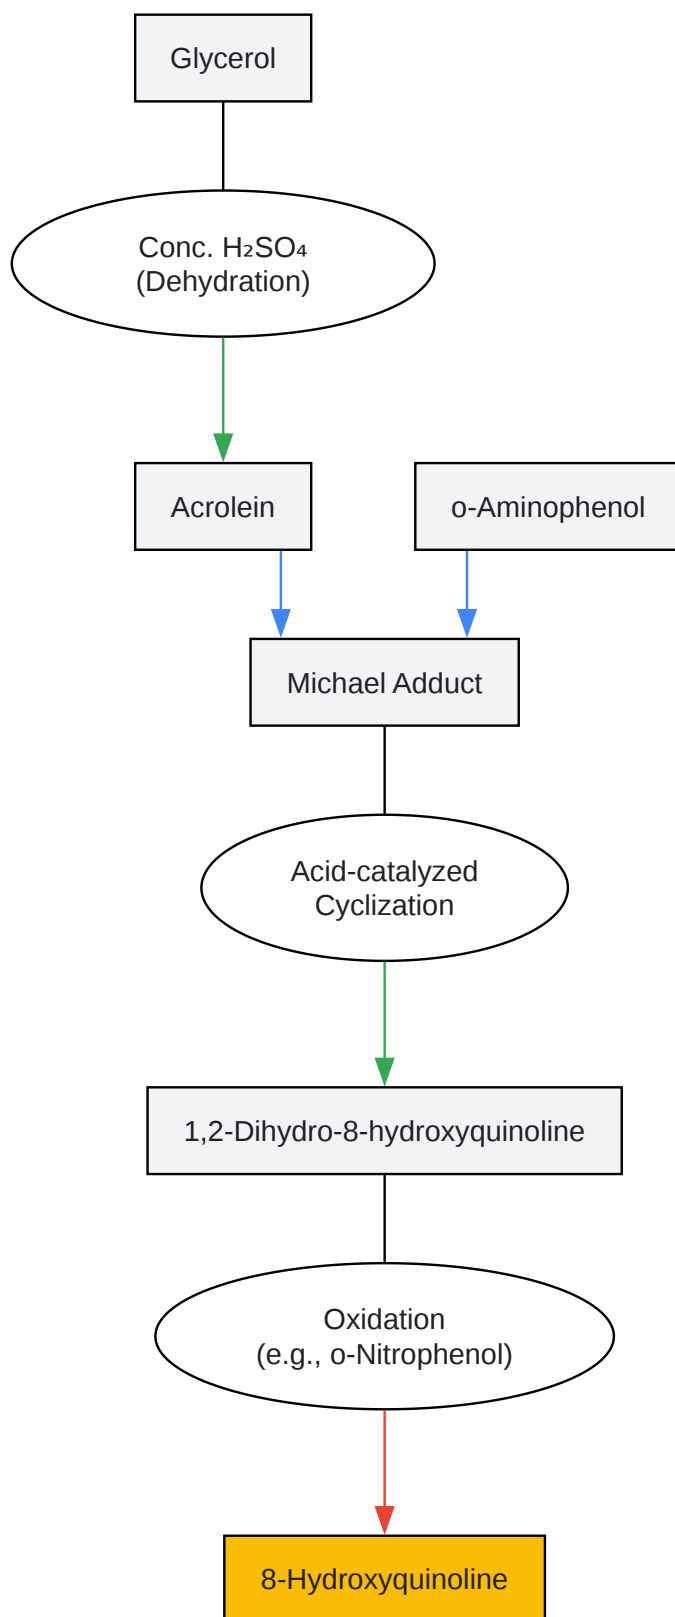 Glycerol
Conc. H₂SO₄
(Dehydration)
Acrolein
o-Aminophenol
Michael Adduct
Acid-catalyzed
Cyclization
1,2-Dihydro-8-hydroxyquinoline
Oxidation
(e.g., o-Nitrophenol)
8-Hydroxyquinoline